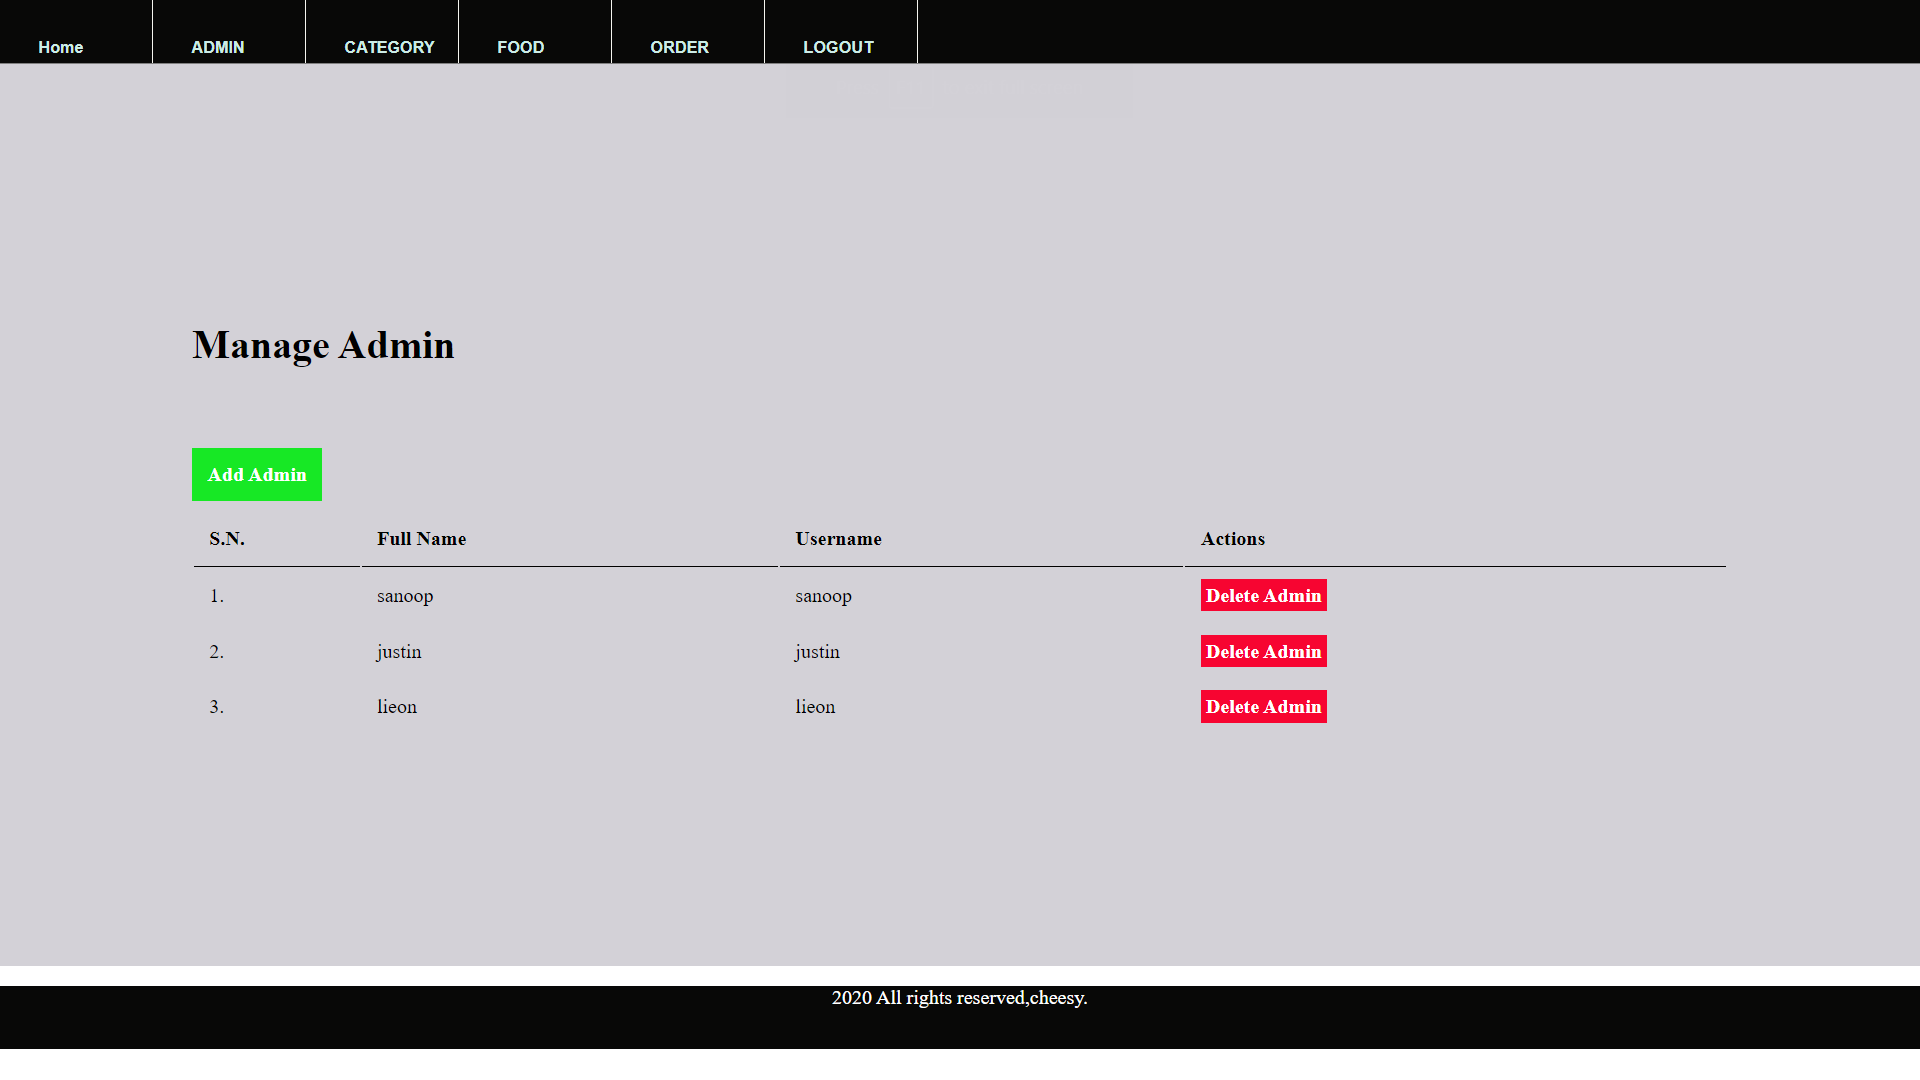 Home ADMIN CATEGORY FOOD ORDER LOGOUT
Manage Admin
Add Admin
S.N. Full Name Username Actions
1. sanoop sanoop Delete Admin
2. justin justin Delete Admin
3. lieon lieon Delete Admin
2020 All rights reserved,cheesy.